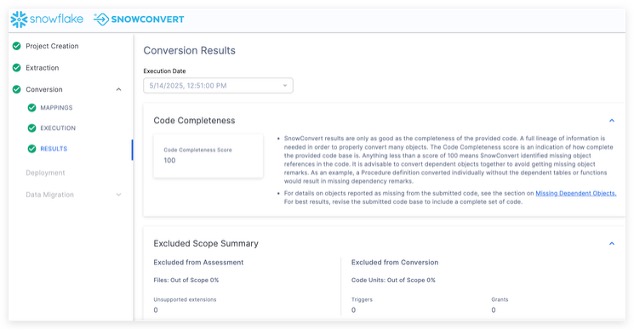 snowflake SNOWCONVERT
Project Creation
Extraction
Conversion
MAPPINGS
EXECUTION
RESULTS
Deployment
Data Migration
Conversion Results
Execution Date
5/14/2025, 12:51:00 PM
Code Completeness
Code Completeness Score
100
• SnowConvert results are only as good as the completeness of the provided code. A full lineage of information is
needed in order to properly convert many objects. The Code Completeness score is an indication of how complete
the provided code base is. Anything less than a score of 100 means SnowConvert identified missing object
references in the code. It is advisable to convert dependent objects together to avoid getting missing object
remarks. As an example, a Procedure definition converted individually without the dependent tables or functions
would result in missing dependency remarks.
• For details on objects reported as missing from the submitted code, see the section on Missing Dependent Objects.
For best results, revise the submitted code base to include a complete set of code.
Excluded Scope Summary
Excluded from Assessment
Files: Out of Scope 0%
Unsupported extensions
0
Excluded from Conversion
Code Units: Out of Scope 0%
Triggers
0
Grants
0